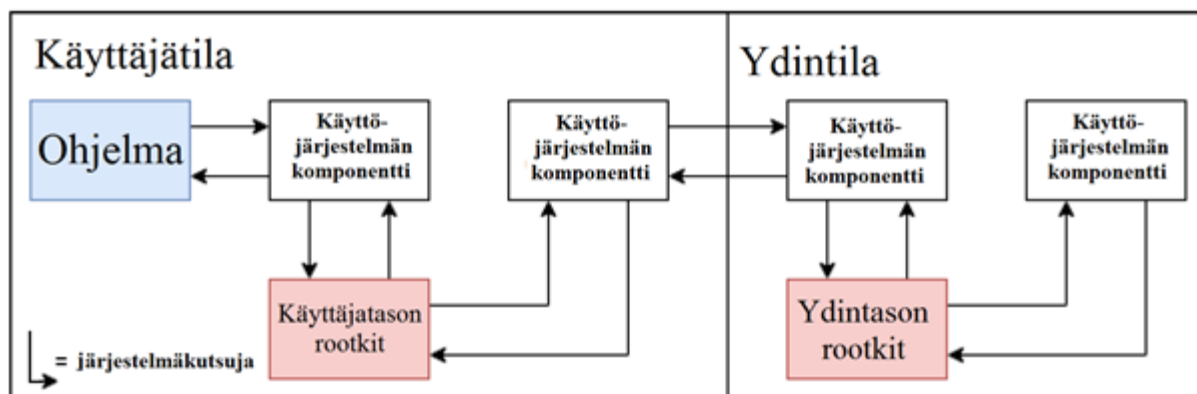 Käyttäjätila
Ydintila
Ohjelma
Käyttö-
järjestelmän
komponentti
Käyttö-
järjestelmän
komponentti
Käyttö-
järjestelmän
komponentti
Käyttö-
järjestelmän
komponentti
Käyttäjatason
rootkit
Ydintason
rootkit
= järjestelmäkutsuja